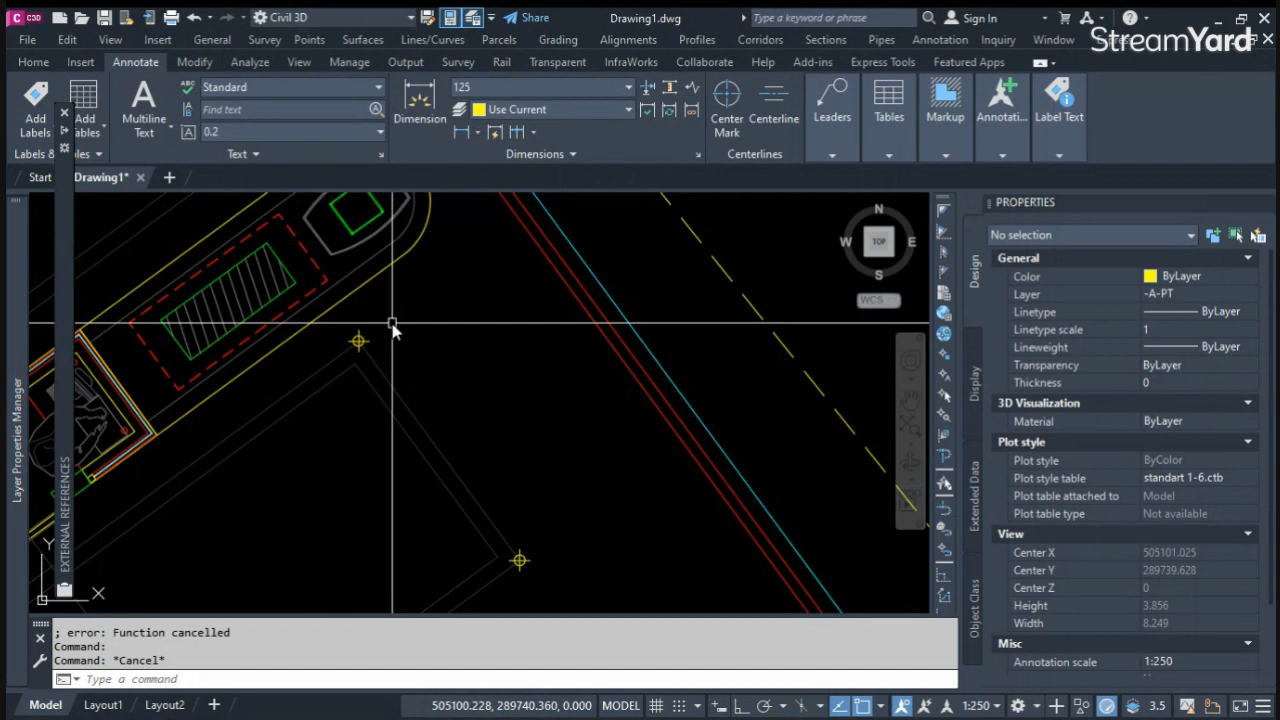 C3D Civil 3D Share Drawing1.dwg Type a keyword or phrase Sign In
StreamYard
File Edit View Insert General Survey Points Surfaces Lines/Curves Parcels Grading Alignments Profiles Corridors Sections Pipes Annotation Inquiry Window Express
Home Insert Annotate Modify Analyze View Manage Output Survey Rail Transparent InfraWorks Collaborate Help Add-ins Express Tools Featured Apps
Standard
Find text
0.2
125
Use Current
Add Labels
Add Tables
Multiline Text
Dimension
Center Mark
Centerline
Leaders
Tables
Markup
Annotati...
Label Text
Labels & Tables
Text
Dimensions
Centerlines
Start Drawing1*
PROPERTIES
No selection
General
Color ByLayer
Layer -A-PT
Linetype ByLayer
Linetype scale 1
Lineweight ByLayer
Transparency ByLayer
Thickness 0
3D Visualization
Material ByLayer
Plot style
Plot style ByColor
Plot style table standart 1-6.ctb
Plot table attached to Model
Plot table type Not available
View
Center X 505101.025
Center Y 289739.628
Center Z 0
Height 3.856
Width 8.249
Misc
Annotation scale 1:250
Design
Display
Extended Data
Object Class
N
W TOP E
S
WCS
Layer Properties Manager
EXTERNAL REFERENCES
Y
X
; error: Function cancelled
Command:
Command: *Cancel*
Type a command
Model Layout1 Layout2 + 505100.228, 289740.360, 0.000 MODEL 1:250 3.5